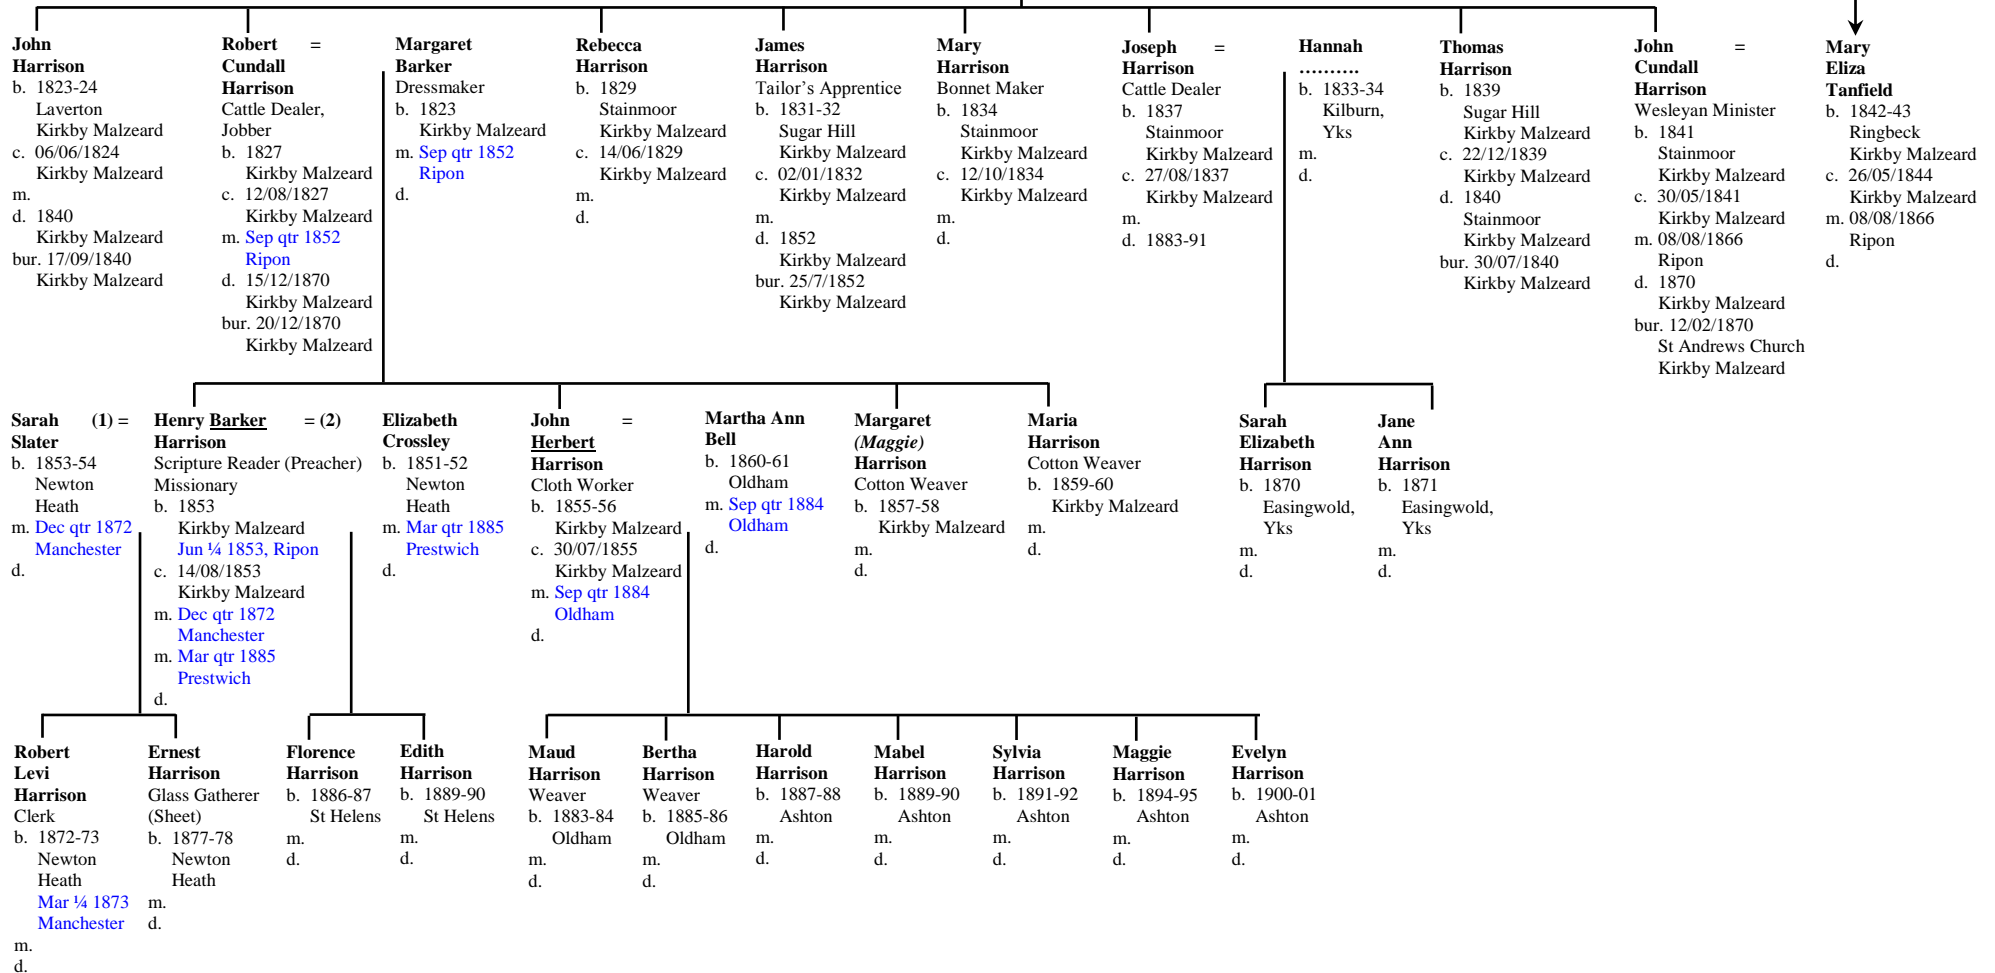 John
Harrison
b. 1823-24
Laverton
Kirkby Malzeard
c. 06/06/1824
Kirkby Malzeard
m.
d. 1840
Kirkby Malzeard
bur. 17/09/1840
Kirkby Malzeard
Robert =
Cundall
Harrison
Cattle Dealer,
Jobber
b. 1827
Kirkby Malzeard
c. 12/08/1827
Kirkby Malzeard
m. Sep qtr 1852
Ripon
d. 15/12/1870
Kirkby Malzeard
bur. 20/12/1870
Kirkby Malzeard
Margaret
Barker
Dressmaker
b. 1823
Kirkby Malzeard
m. Sep qtr 1852
Ripon
d.
Rebecca
Harrison
b. 1829
Stainmoor
Kirkby Malzeard
c. 14/06/1829
Kirkby Malzeard
m.
d.
James
Harrison
Tailor’s Apprentice
b. 1831-32
Sugar Hill
Kirkby Malzeard
c. 02/01/1832
Kirkby Malzeard
m.
d. 1852
Kirkby Malzeard
bur. 25/7/1852
Kirkby Malzeard
Mary
Harrison
Bonnet Maker
b. 1834
Stainmoor
Kirkby Malzeard
c. 12/10/1834
Kirkby Malzeard
m.
d.
Joseph =
Harrison
Cattle Dealer
b. 1837
Stainmoor
Kirkby Malzeard
c. 27/08/1837
Kirkby Malzeard
m.
d. 1883-91
Hannah
..........
b. 1833-34
Kilburn,
Yks
m.
d.
Thomas
Harrison
b. 1839
Sugar Hill
Kirkby Malzeard
c. 22/12/1839
Kirkby Malzeard
d. 1840
Stainmoor
Kirkby Malzeard
bur. 30/07/1840
Kirkby Malzeard
John =
Cundall
Harrison
Wesleyan Minister
b. 1841
Stainmoor
Kirkby Malzeard
c. 30/05/1841
Kirkby Malzeard
m. 08/08/1866
Ripon
d. 1870
Kirkby Malzeard
bur. 12/02/1870
St Andrews Church
Kirkby Malzeard
Mary
Eliza
Tanfield
b. 1842-43
Ringbeck
Kirkby Malzeard
c. 26/05/1844
Kirkby Malzeard
m. 08/08/1866
Ripon
d.
Sarah (1) =
Slater
b. 1853-54
Newton
Heath
m. Dec qtr 1872
Manchester
d.
Henry Barker = (2)
Harrison
Scripture Reader (Preacher)
Missionary
b. 1853
Kirkby Malzeard
Jun ¼ 1853, Ripon
c. 14/08/1853
Kirkby Malzeard
m. Dec qtr 1872
Manchester
m. Mar qtr 1885
Prestwich
d.
Elizabeth
Crossley
b. 1851-52
Newton
Heath
m. Mar qtr 1885
Prestwich
d.
John =
Herbert
Harrison
Cloth Worker
b. 1855-56
Kirkby Malzeard
c. 30/07/1855
Kirkby Malzeard
m. Sep qtr 1884
Oldham
d.
Martha Ann
Bell
b. 1860-61
Oldham
m. Sep qtr 1884
Oldham
d.
Margaret
(Maggie)
Harrison
Cotton Weaver
b. 1857-58
Kirkby Malzeard
m.
d.
Maria
Harrison
Cotton Weaver
b. 1859-60
Kirkby Malzeard
m.
d.
Sarah
Elizabeth
Harrison
b. 1870
Easingwold,
Yks
m.
d.
Jane
Ann
Harrison
b. 1871
Easingwold,
Yks
m.
d.
Robert
Levi
Harrison
Clerk
b. 1872-73
Newton
Heath
Mar ¼ 1873
Manchester
m.
d.
Ernest
Harrison
Glass Gatherer
(Sheet)
b. 1877-78
Newton
Heath
m.
d.
Florence
Harrison
b. 1886-87
St Helens
m.
d.
Edith
Harrison
b. 1889-90
St Helens
m.
d.
Maud
Harrison
Weaver
b. 1883-84
Oldham
m.
d.
Bertha
Harrison
Weaver
b. 1885-86
Oldham
m.
d.
Harold
Harrison
b. 1887-88
Ashton
m.
d.
Mabel
Harrison
b. 1889-90
Ashton
m.
d.
Sylvia
Harrison
b. 1891-92
Ashton
m.
d.
Maggie
Harrison
b. 1894-95
Ashton
m.
d.
Evelyn
Harrison
b. 1900-01
Ashton
m.
d.